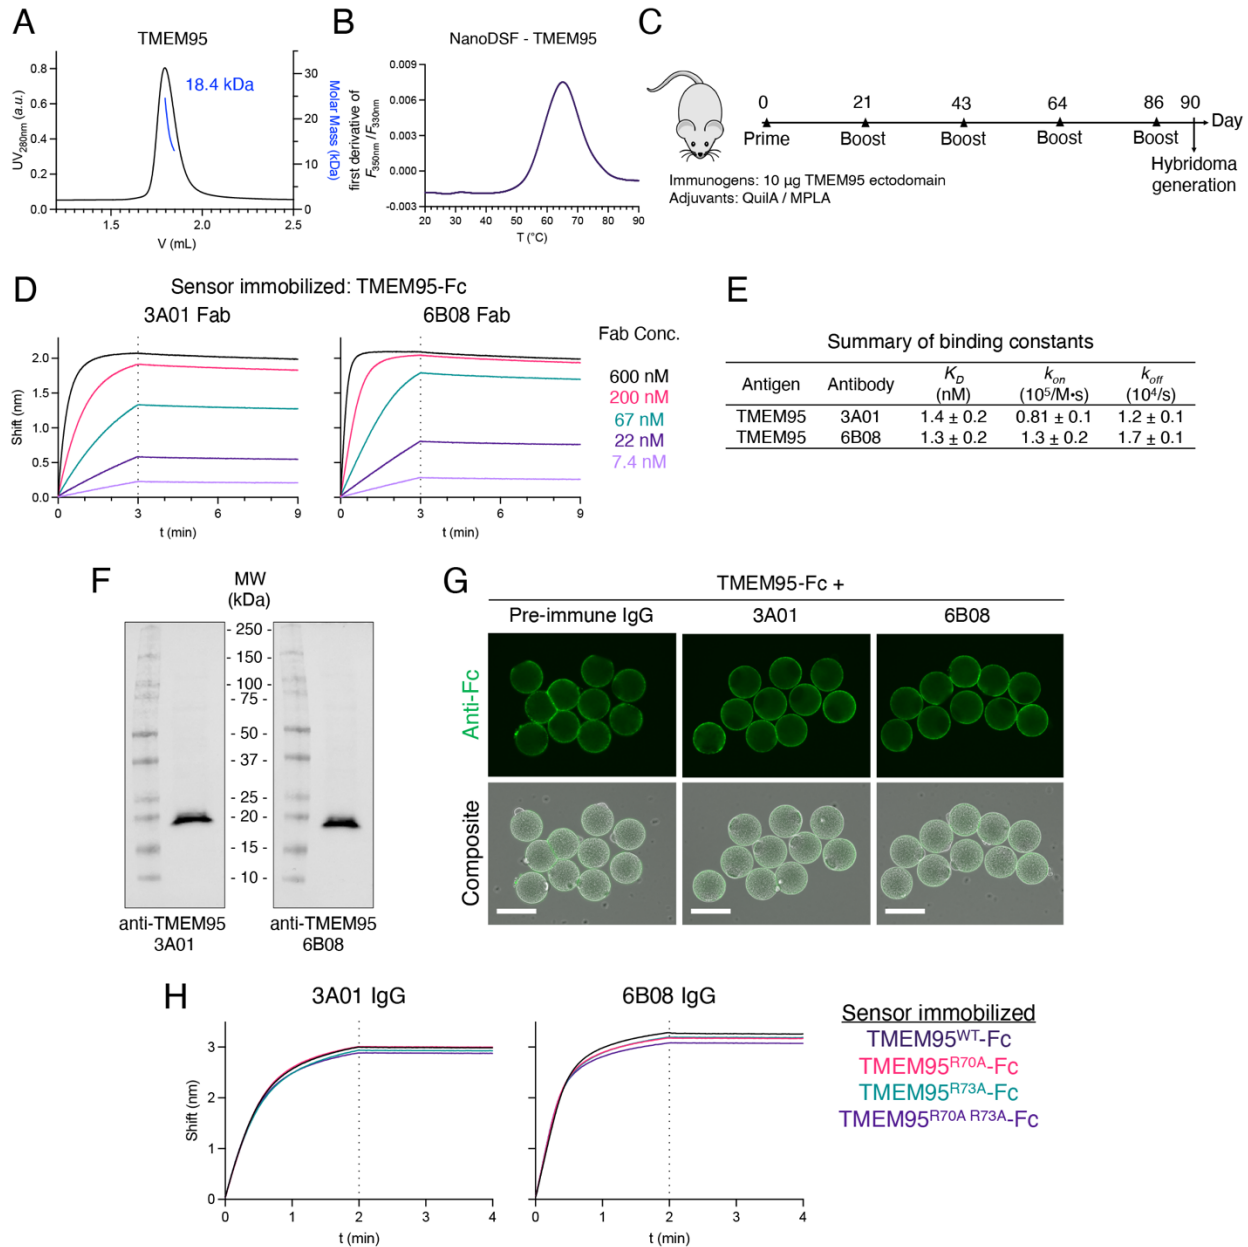 A
TMEM95
UV280nm (a.u.)
0.8
0.6
0.4
0.2
0.0
18.4 kDa
30
20
10
0
Molar Mass (kDa)
1.5
2.0
2.5
V (mL)
B
NanoDSF - TMEM95
first derivative of
F350nm / F330nm
0.009
0.006
0.003
0.000
-0.003
20 30 40 50 60 70 80 90
T (°C)
C
0 21 43 64 86 90
Day
Prime Boost Boost Boost Boost
Hybridoma
generation
Immunogens: 10 µg TMEM95 ectodomain
Adjuvants: QuilA / MPLA
D
Sensor immobilized: TMEM95-Fc
3A01 Fab
6B08 Fab
Shift (nm)
2.0
1.5
1.0
0.5
0.0
0 3 6 9
t (min)
0 3 6 9
t (min)
Fab Conc.
600 nM
200 nM
67 nM
22 nM
7.4 nM
E
Summary of binding constants
Antigen Antibody KD (nM) kon (10⁵/M•s) koff (10⁴/s)
TMEM95 3A01 1.4 ± 0.2 0.81 ± 0.1 1.2 ± 0.1
TMEM95 6B08 1.3 ± 0.2 1.3 ± 0.2 1.7 ± 0.1
F
MW
(kDa)
- 250 -
- 150 -
- 100 -
- 75 -
- 50 -
- 37 -
- 25 -
- 20 -
- 15 -
- 10 -
anti-TMEM95
3A01
anti-TMEM95
6B08
G
TMEM95-Fc +
Pre-immune IgG
3A01
6B08
Anti-Fc
Composite
H
3A01 IgG
6B08 IgG
Shift (nm)
3
2
1
0
0 1 2 3 4
t (min)
0 1 2 3 4
t (min)
Sensor immobilized
TMEM95WT-Fc
TMEM95R70A-Fc
TMEM95R73A-Fc
TMEM95R70A R73A-Fc